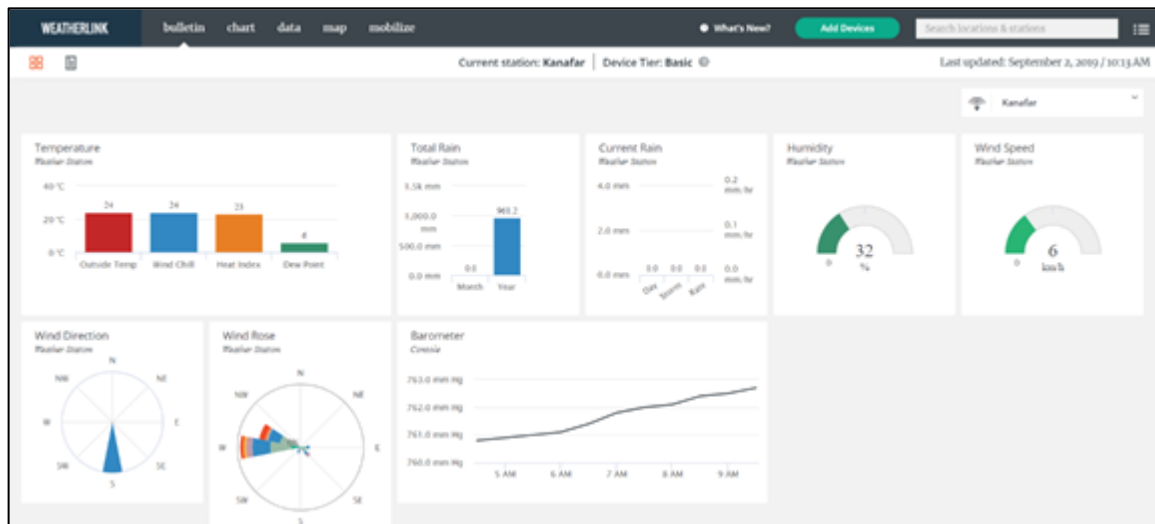 WEATHERLINK bulletin chart data map mobilize What's New? Add Devices Search locations & stations
Current station: Kanafar Device Tier: Basic Last updated: September 2, 2019 / 10:13 AM
Kanafar
Temperature
Weather Station
40 °C
20 °C
0 °C
24
24
23
Outside Temp Wind Chill Heat Index Dew Point
Total Rain
Weather Station
1.5k mm
1,000.0
mm
500.0 mm
0.0 mm
0.0
961.2
Month Year
Current Rain
Weather Station
4.0 mm
2.0 mm
0.0 mm
0.2
mm/hr
0.1
mm/hr
0.0
mm/hr
0.0 0.0 0.0
Day Storm Rate
Humidity
Weather Station
0
32
%
Wind Speed
Weather Station
0
6
km/h
Wind Direction
Weather Station
N
NW NE
W E
SW SE
S
Wind Rose
Weather Station
N
NW NE
W E
SW SE
S
Barometer
Console
763.0 mm Hg
762.0 mm Hg
761.0 mm Hg
760.0 mm Hg
5 AM 6 AM 7 AM 8 AM 9 AM